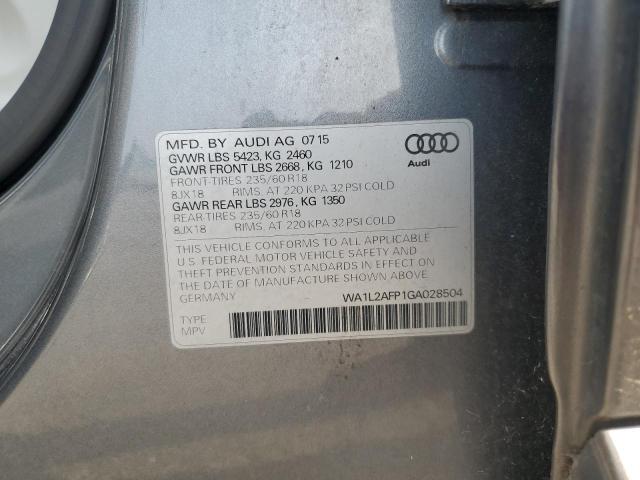 MFD. BY AUDI AG 0715
GVWR LBS 5423, KG 2460
GAWR FRONT LBS 2668, KG 1210
FRONT-TIRES 235/60 R18
8JX18 RIMS. AT 220 KPA 32 PSI COLD
GAWR REAR LBS 2976, KG 1350
REAR-TIRES 235/60 R18
8JX18 RIMS. AT 220 KPA 32 PSI COLD
Audi
THIS VEHICLE CONFORMS TO ALL APPLICABLE
U.S. FEDERAL MOTOR VEHICLE SAFETY AND
THEFT PREVENTION STANDARDS IN EFFECT ON
THE DATE OF MANUFACTURE SHOWN ABOVE.
GERMANY WA1L2AFP1GA028504
TYPE
MPV